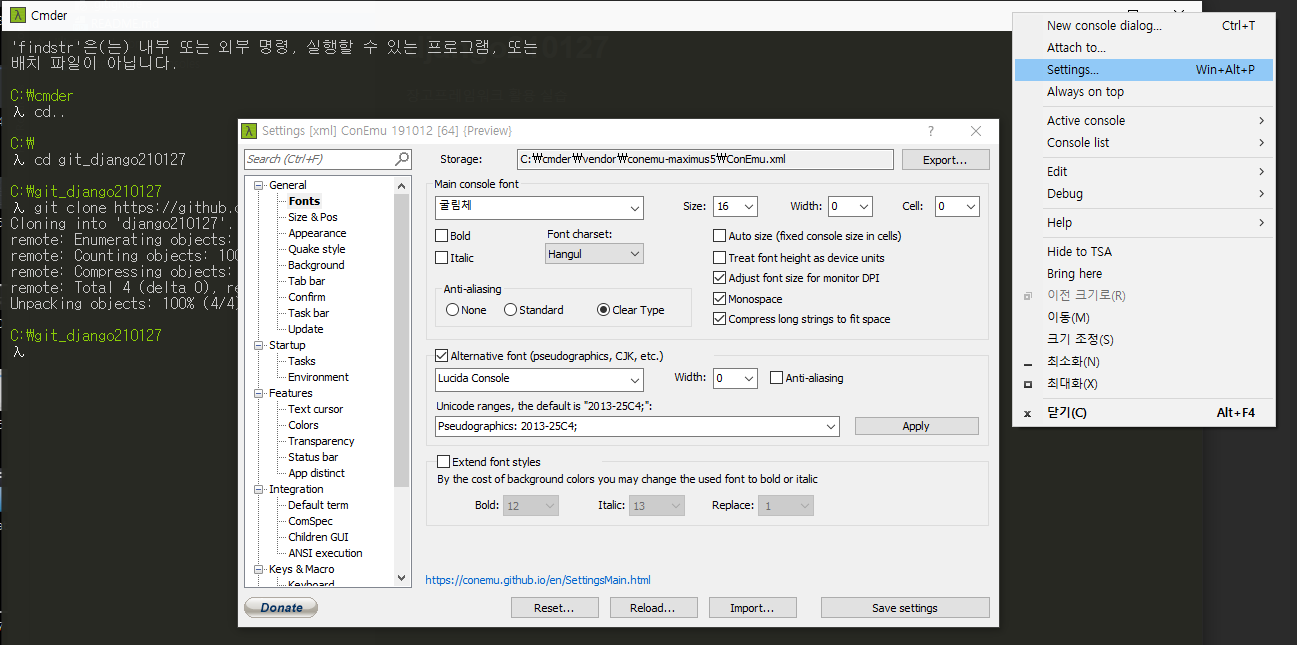 Cmder
'findstr'은(는) 내부 또는 외부 명령, 실행할 수 있는 프로그램, 또는
배치 파일이 아닙니다.
C:\cmder
λ cd..
C:\
λ cd git_django210127
C:\git_django210127
λ git clone https://github.
Cloning into 'django210127'.
remote: Enumerating objects:
remote: Counting objects: 100
remote: Compressing objects:
remote: Total 4 (delta 0), re
Unpacking objects: 100% (4/4)
C:\git_django210127
λ
Settings [xml] ConEmu 191012 [64] {Preview}
?
Search (Ctrl+F)
General
Fonts
Size & Pos
Appearance
Quake style
Background
Tab bar
Confirm
Task bar
Update
Startup
Tasks
Environment
Features
Text cursor
Colors
Transparency
Status bar
App distinct
Integration
Default term
ComSpec
Children GUI
ANSI execution
Keys & Macro
Keyboard
Donate
Storage:
C:\cmder\vendor\conemu-maximus5\ConEmu.xml
Export...
Main console font
굴림체
Size: 16
Width: 0
Cell: 0
Bold
Italic
Font charset:
Hangul
Auto size (fixed console size in cells)
Treat font height as device units
Adjust font size for monitor DPI
Monospace
Compress long strings to fit space
Anti-aliasing
None
Standard
Clear Type
Alternative font (pseudographics, CJK, etc.)
Lucida Console
Width: 0
Anti-aliasing
Unicode ranges, the default is "2013-25C4;":
Pseudographics: 2013-25C4;
Apply
Extend font styles
By the cost of background colors you may change the used font to bold or italic
Bold: 12
Italic: 13
Replace: 1
https://conemu.github.io/en/SettingsMain.html
Reset...
Reload...
Import...
Save settings
New console dialog... Ctrl+T
Attach to...
Settings... Win+Alt+P
Always on top
Active console
Console list
Edit
Debug
Help
Hide to TSA
Bring here
이전 크기로(R)
이동(M)
크기 조정(S)
최소화(N)
최대화(X)
닫기(C) Alt+F4